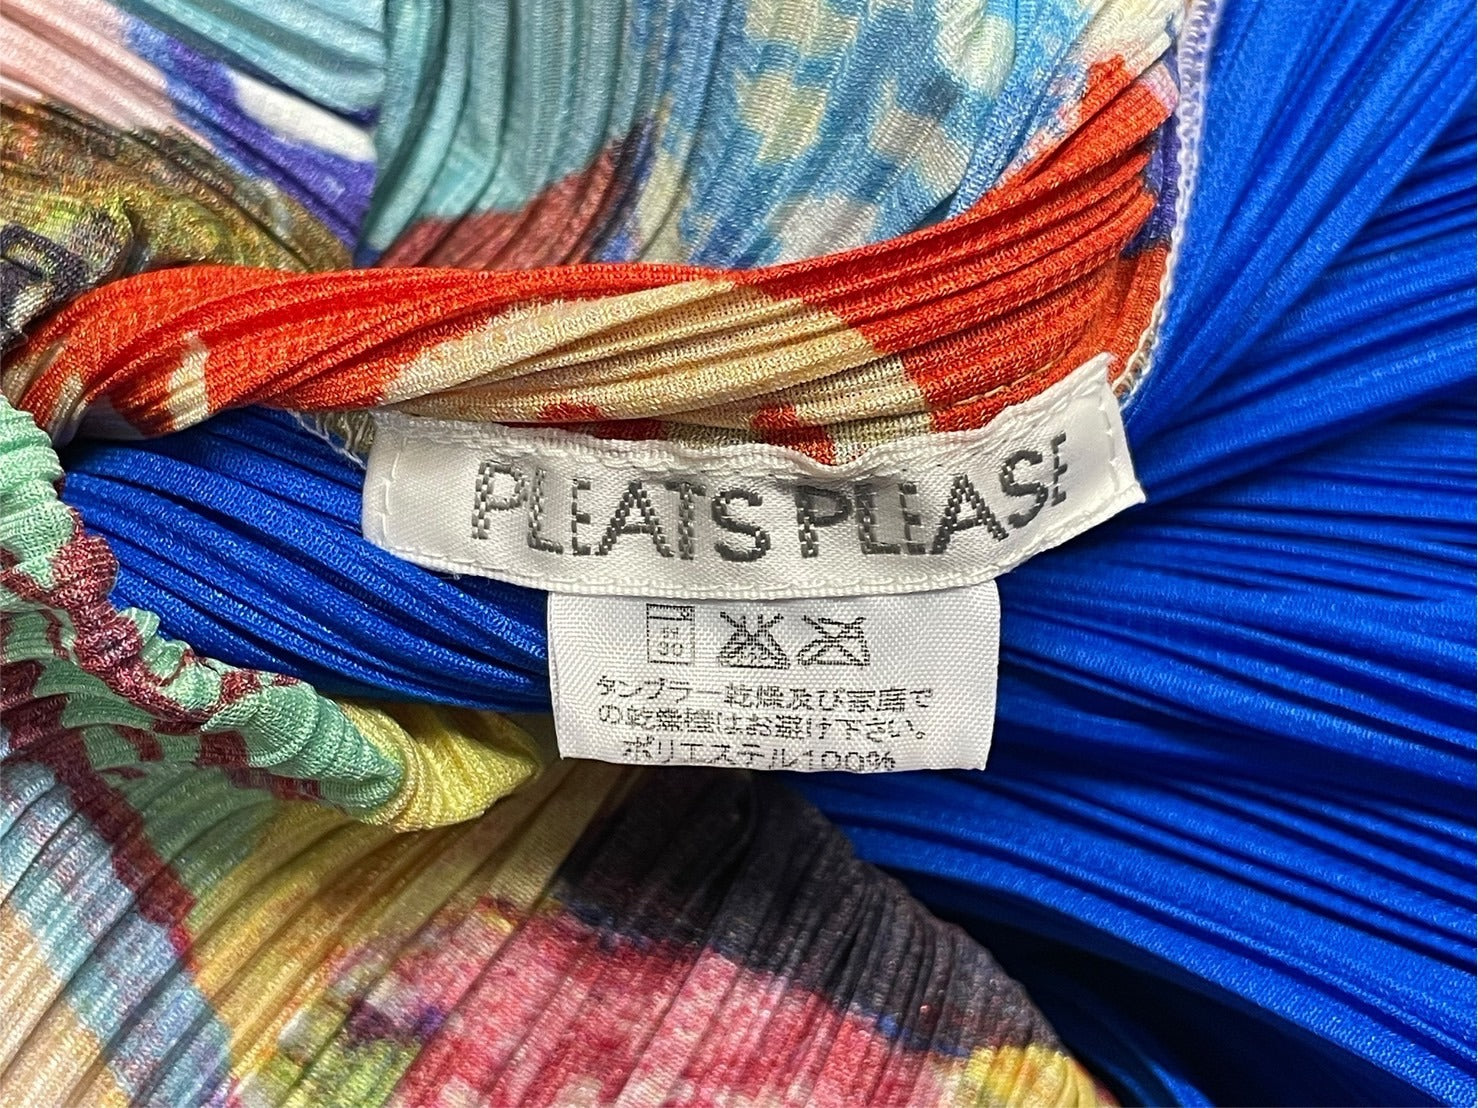 PLEATS PLEASE
30
タンブラー乾燥及び家庭で
の乾燥機はお避け下さい。
ポリエステル100%